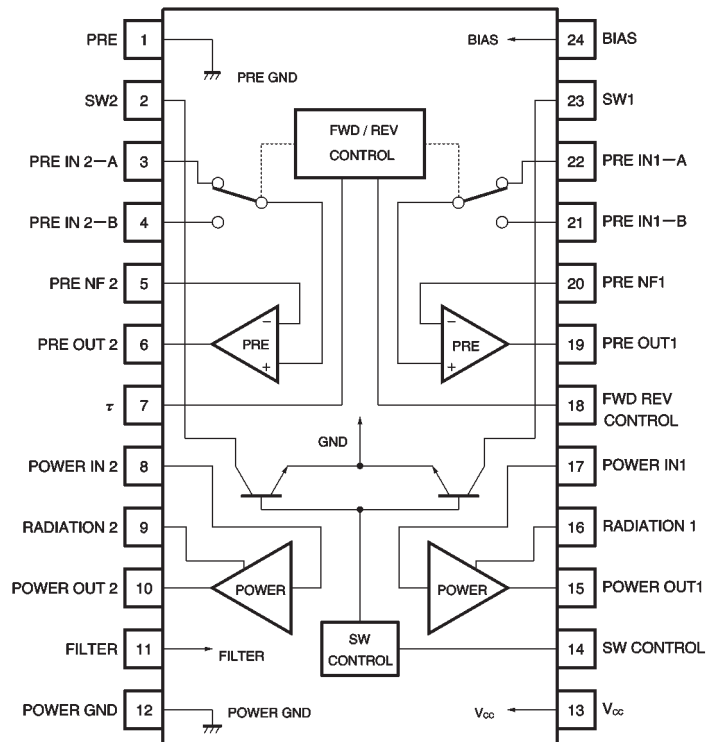 PRE 1
PRE GND
BIAS 24 BIAS
SW2 2
23 SW1
FWD / REV
CONTROL
PRE IN 2－A 3
22 PRE IN1－A
PRE IN 2－B 4
21 PRE IN1－B
PRE NF 2 5
20 PRE NF1
PRE OUT 2 6
－
PRE
+
－
PRE
+
19 PRE OUT1
τ 7
18 FWD REV
CONTROL
GND
POWER IN 2 8
17 POWER IN1
RADIATION 2 9
16 RADIATION 1
POWER OUT 2 10
POWER
POWER
15 POWER OUT1
FILTER 11
FILTER
SW
CONTROL
14 SW CONTROL
POWER GND 12
POWER GND
Vcc 13 Vcc